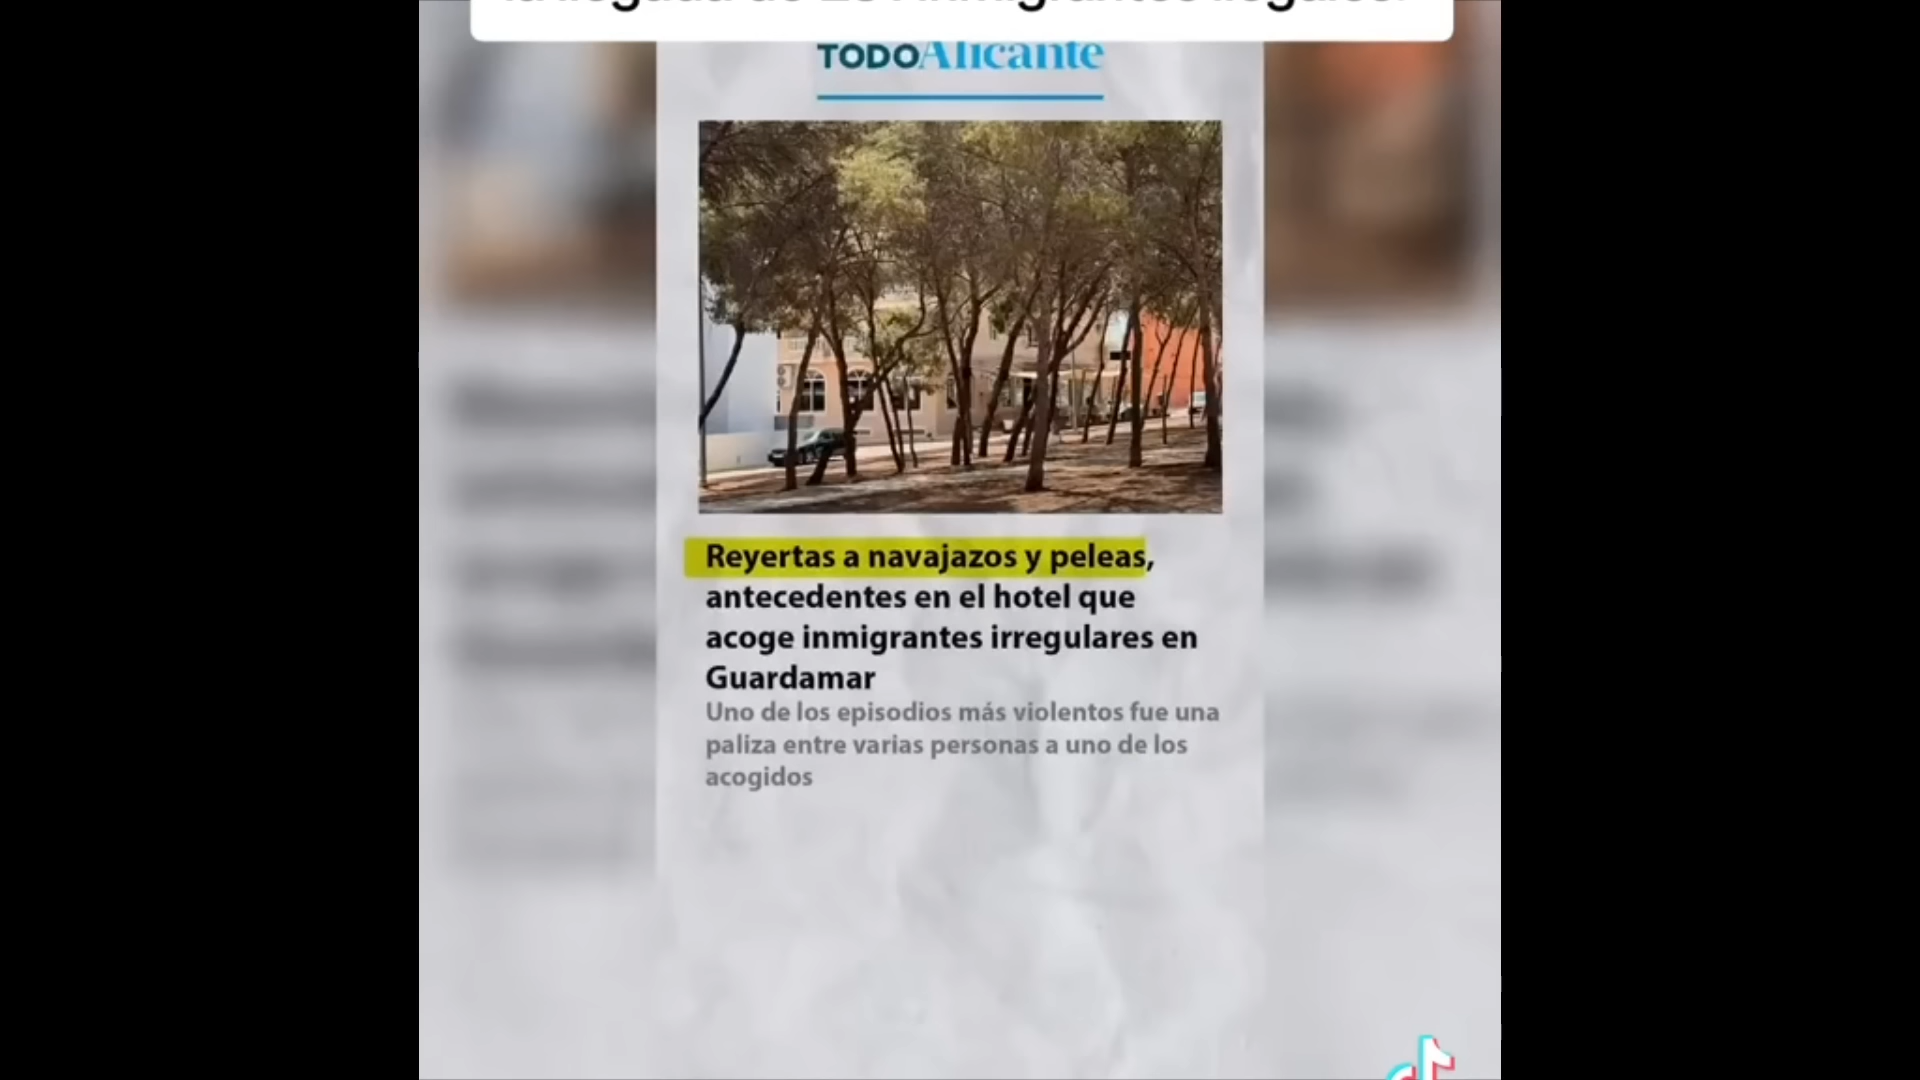 TODOAlicante
Reyertas a navajazos y peleas,
antecedentes en el hotel que
acoge inmigrantes irregulares en
Guardamar
Uno de los episodios más violentos fue una
paliza entre varias personas a uno de los
acogidos